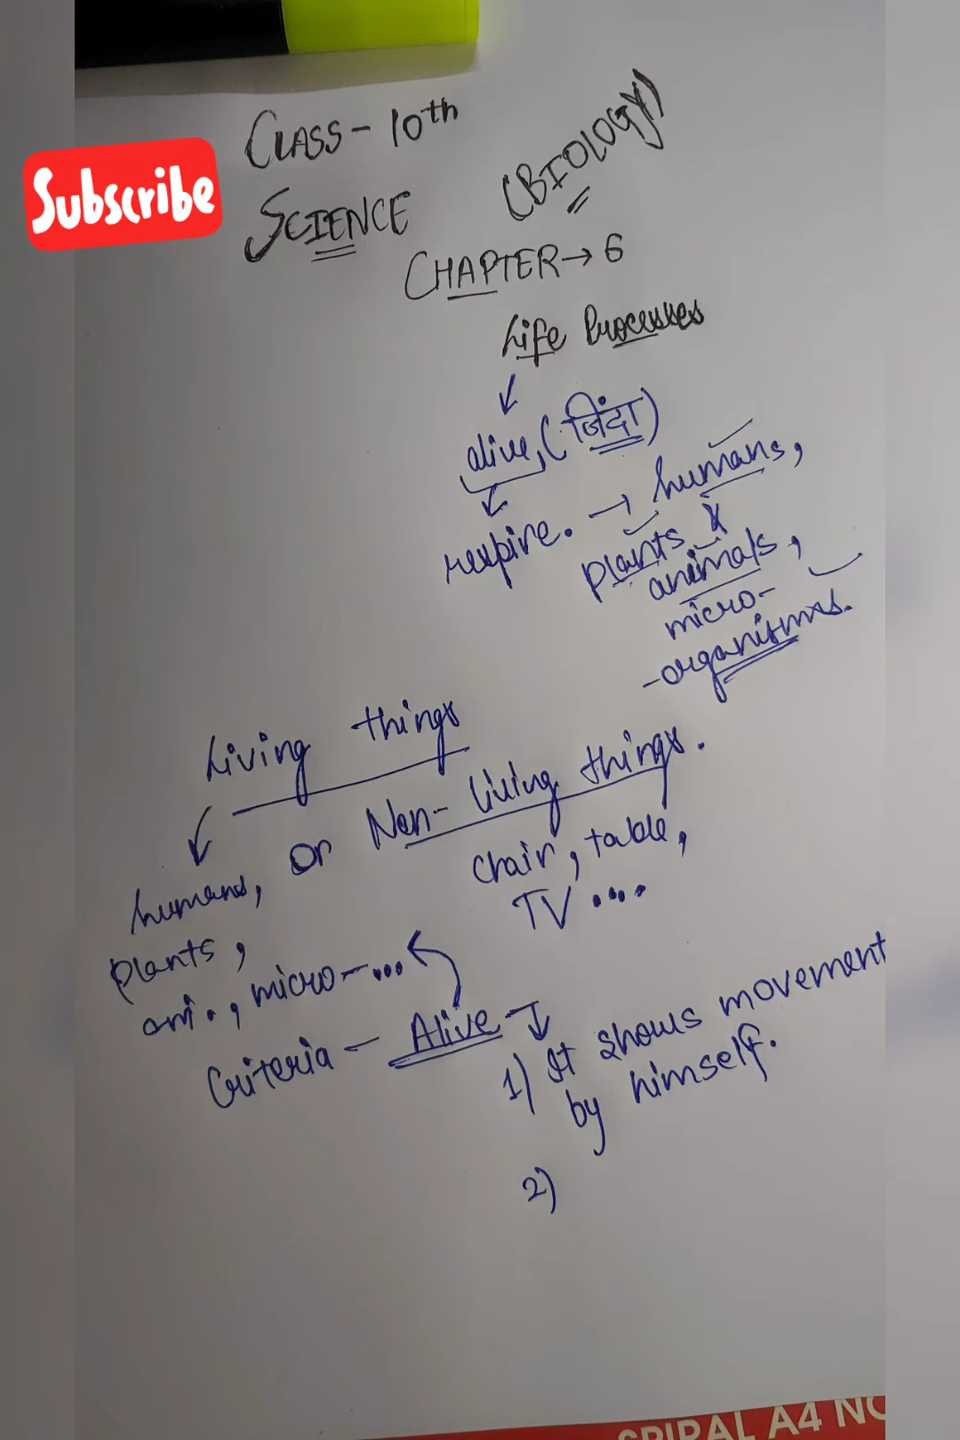 Subscribe
CLASS - 10th
SCIENCE (BIOLOGY)
CHAPTER → 6
Life Processes
alive, (जिंदा)
respire. → humans,
plants &
animals,
micro-
-organisms.
Living things
or Non-living things.
humans,
plants,
ani., micro-...
chair, table,
TV ....
Criteria - Alive →
1) It shows movement
by himself.
2)
SPIRAL A4 NO